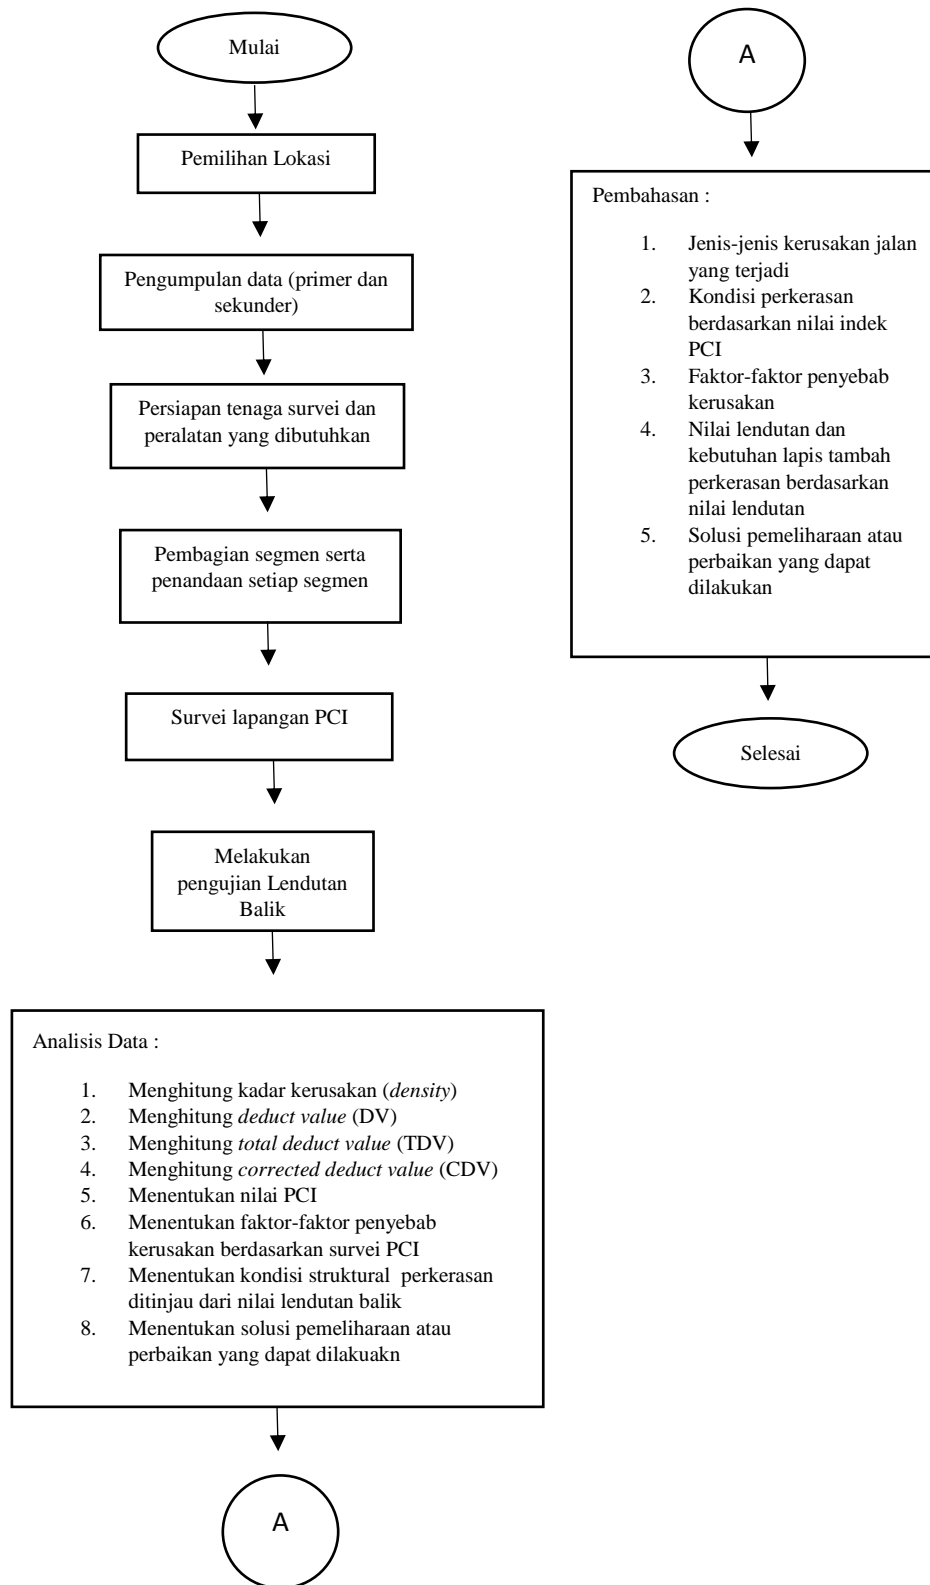 Mulai
Pemilihan Lokasi
Pengumpulan data (primer dan
sekunder)
Persiapan tenaga survei dan
peralatan yang dibutuhkan
Pembagian segmen serta
penandaan setiap segmen
Survei lapangan PCI
Melakukan
pengujian Lendutan
Balik
Analisis Data :
1. Menghitung kadar kerusakan (density)
2. Menghitung deduct value (DV)
3. Menghitung total deduct value (TDV)
4. Menghitung corrected deduct value (CDV)
5. Menentukan nilai PCI
6. Menentukan faktor-faktor penyebab
kerusakan berdasarkan survei PCI
7. Menentukan kondisi struktural perkerasan
ditinjau dari nilai lendutan balik
8. Menentukan solusi pemeliharaan atau
perbaikan yang dapat dilakuakn
A
A
Pembahasan :
1. Jenis-jenis kerusakan jalan
yang terjadi
2. Kondisi perkerasan
berdasarkan nilai indek
PCI
3. Faktor-faktor penyebab
kerusakan
4. Nilai lendutan dan
kebutuhan lapis tambah
perkerasan berdasarkan
nilai lendutan
5. Solusi pemeliharaan atau
perbaikan yang dapat
dilakukan
Selesai